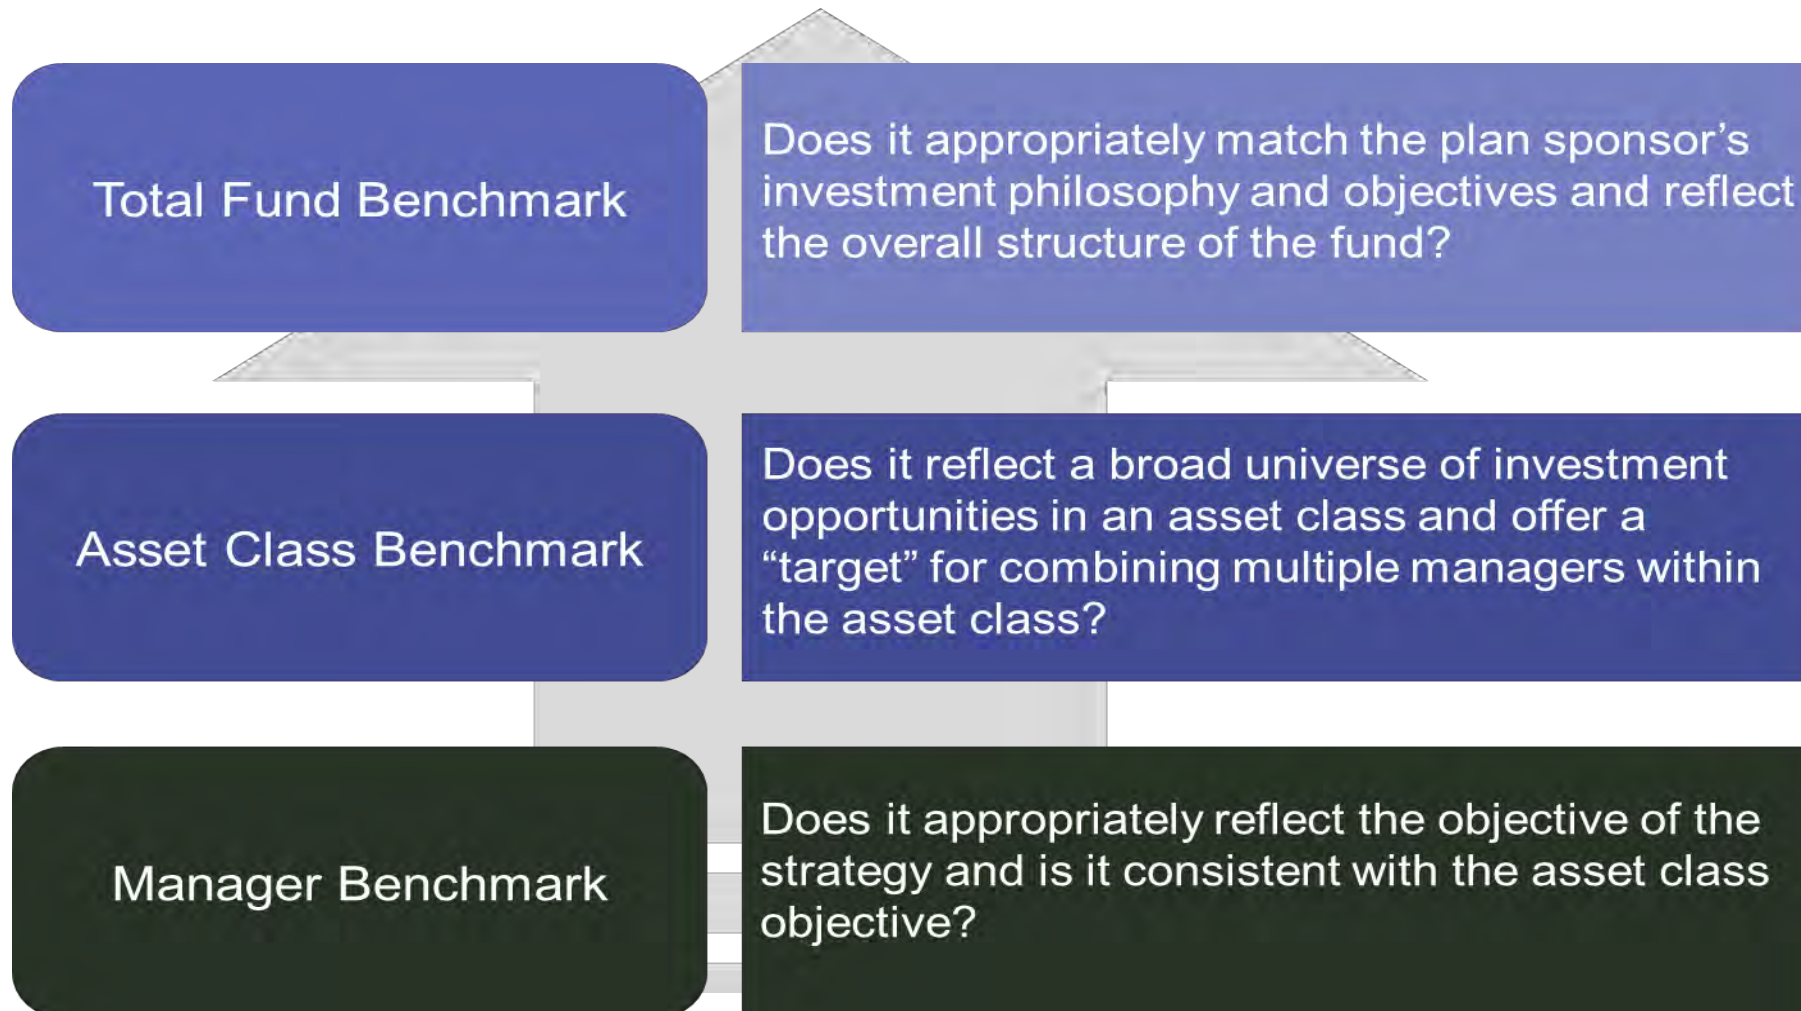 Total Fund Benchmark
Does it appropriately match the plan sponsor’s
investment philosophy and objectives and reflect
the overall structure of the fund?
Asset Class Benchmark
Does it reflect a broad universe of investment
opportunities in an asset class and offer a
“target” for combining multiple managers within
the asset class?
Manager Benchmark
Does it appropriately reflect the objective of the
strategy and is it consistent with the asset class
objective?